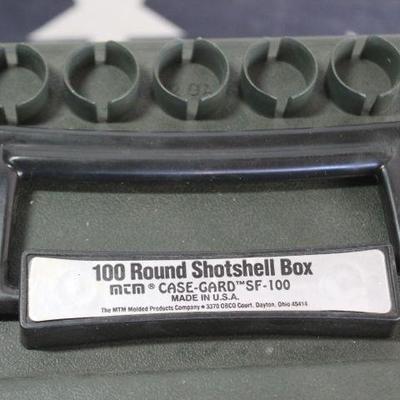 100 Round Shotshell Box
mtm® CASE-GARD™ SF-100
MADE IN U.S.A.
The MTM Molded Products Company ★ 3370 OBCO Court, Dayton, Ohio 45414